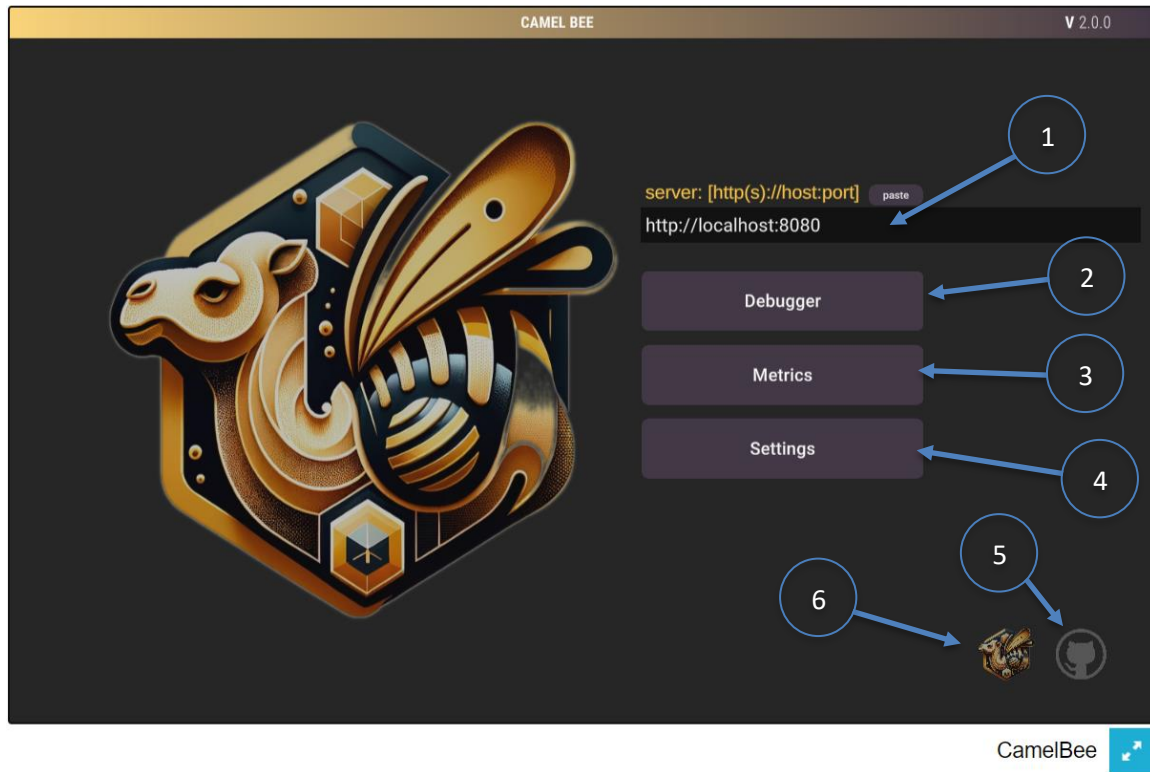 CAMEL BEE
V 2.0.0
1
server: [http(s)://host:port] paste
http://localhost:8080
2
Debugger
3
Metrics
Settings
4
5
6
CamelBee